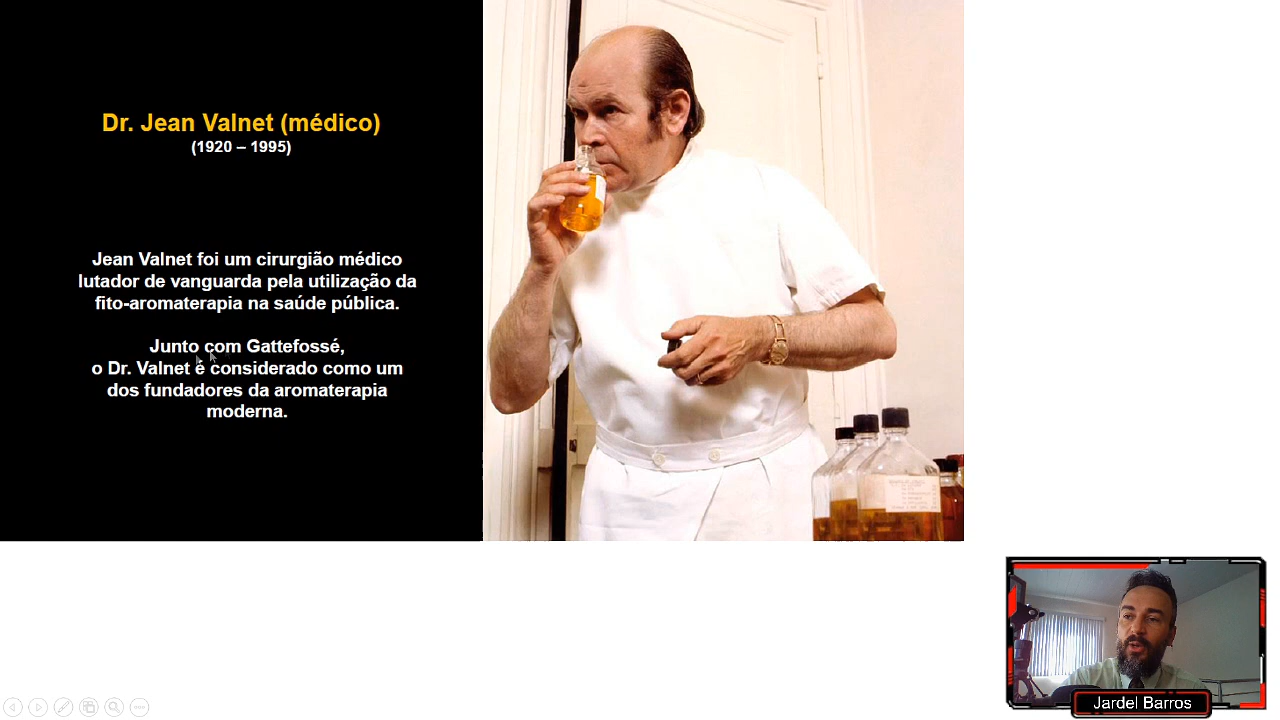 Dr. Jean Valnet (médico)
(1920 – 1995)
Jean Valnet foi um cirurgião médico
lutador de vanguarda pela utilização da
fito-aromaterapia na saúde pública.
Junto com Gattefossé,
o Dr. Valnet é considerado como um
dos fundadores da aromaterapia
moderna.
Jardel Barros